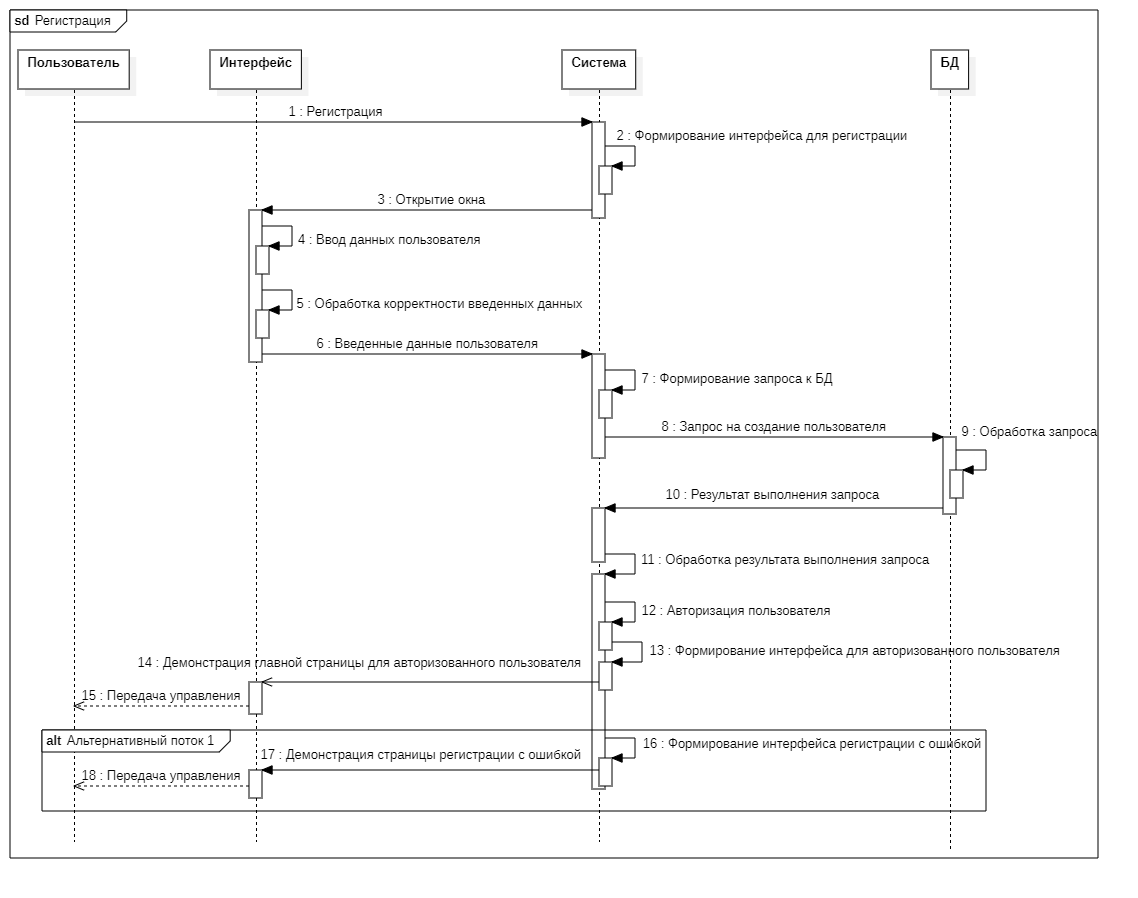 sd Регистрация
Пользователь
Интерфейс
Система
БД
1 : Регистрация
2 : Формирование интерфейса для регистрации
3 : Открытие окна
4 : Ввод данных пользователя
5 : Обработка корректности введенных данных
6 : Введенные данные пользователя
7 : Формирование запроса к БД
8 : Запрос на создание пользователя
9 : Обработка запроса
10 : Результат выполнения запроса
11 : Обработка результата выполнения запроса
12 : Авторизация пользователя
13 : Формирование интерфейса для авторизованного пользователя
14 : Демонстрация главной страницы для авторизованного пользователя
15 : Передача управления
alt Альтернативный поток 1
16 : Формирование интерфейса регистрации с ошибкой
17 : Демонстрация страницы регистрации с ошибкой
18 : Передача управления